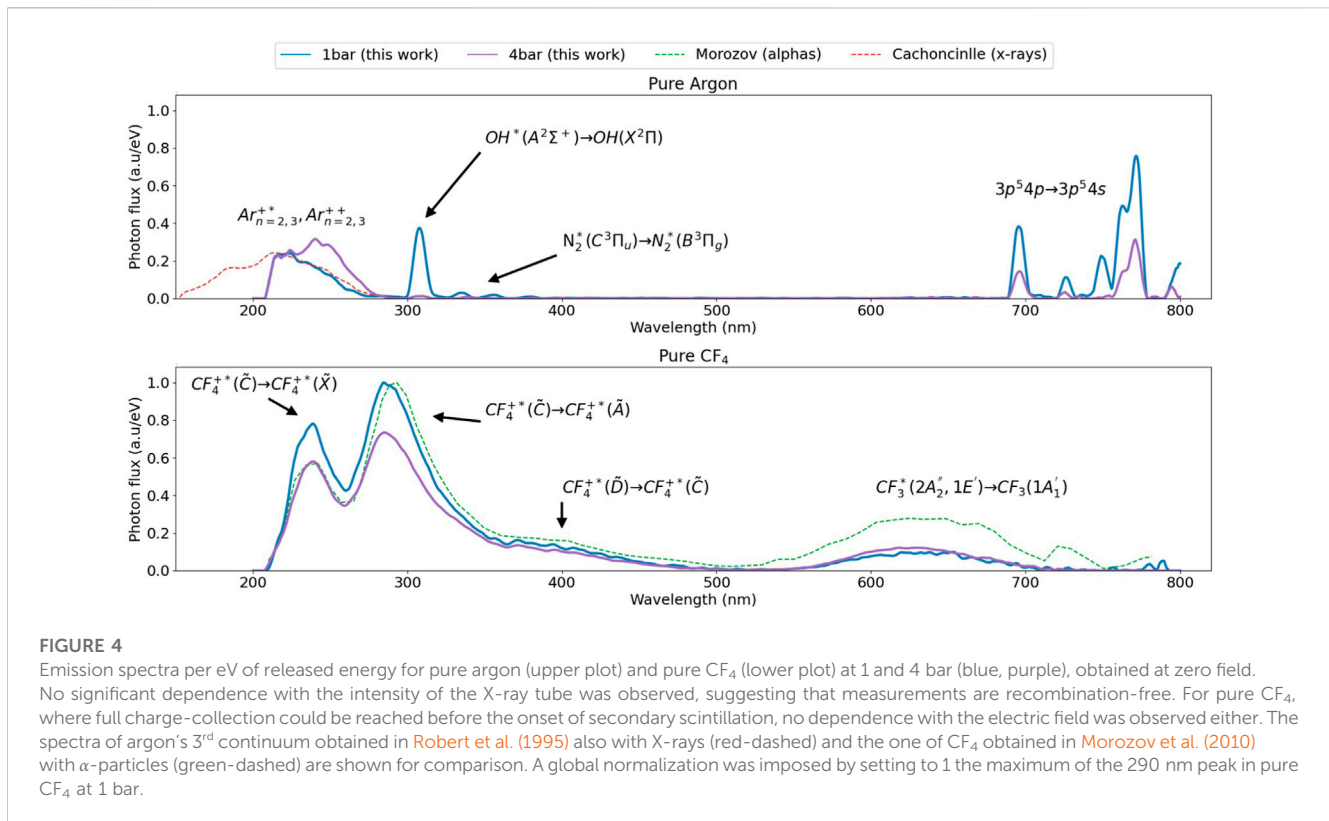 1bar (this work) 4bar (this work) Morozov (alphas) Cachoncinlle (x-rays)
Pure Argon
Photon flux (a.u/eV)
1.0
0.8
0.6
0.4
0.2
0.0
OH*(A²Σ⁺)→OH(X²Π)
Ar⁺*ₙ₌₂,₃, Ar⁺⁺ₙ₌₂,₃
N₂*(C³Πᵤ)→N₂*(B³Π_g)
3p⁵4p→3p⁵4s
200 300 400 500 600 700 800
Wavelength (nm)
Pure CF₄
Photon flux (a.u/eV)
1.0
0.8
0.6
0.4
0.2
0.0
CF₄⁺*(C̃)→CF₄⁺*(X̃)
CF₄⁺*(C̃)→CF₄⁺*(Ã)
CF₄⁺*(D̃)→CF₄⁺*(C̃)
CF₃*(2A₂″, 1E′)→CF₃(1A₁′)
200 300 400 500 600 700 800
Wavelength (nm)
FIGURE 4
Emission spectra per eV of released energy for pure argon (upper plot) and pure CF₄ (lower plot) at 1 and 4 bar (blue, purple), obtained at zero field.
No significant dependence with the intensity of the X-ray tube was observed, suggesting that measurements are recombination-free. For pure CF₄,
where full charge-collection could be reached before the onset of secondary scintillation, no dependence with the electric field was observed either. The
spectra of argon's 3ʳᵈ continuum obtained in Robert et al. (1995) also with X-rays (red-dashed) and the one of CF₄ obtained in Morozov et al. (2010)
with α-particles (green-dashed) are shown for comparison. A global normalization was imposed by setting to 1 the maximum of the 290 nm peak in pure
CF₄ at 1 bar.